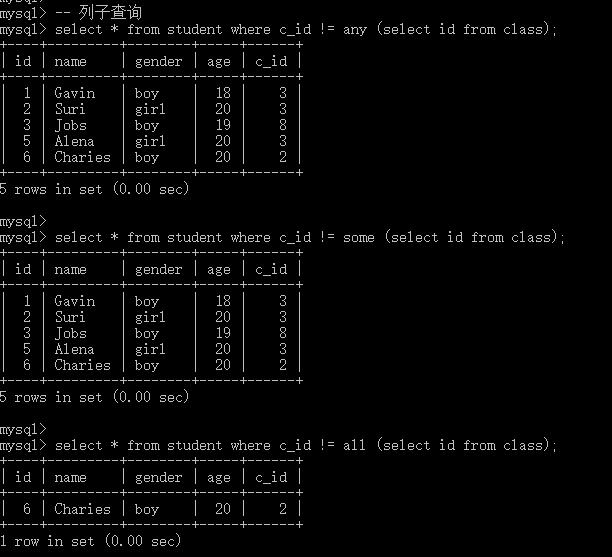 mysql> -- 列子查询
mysql> select * from student where c_id != any (select id from class);
+----+---------+--------+------+------+
| id | name    | gender | age  | c_id |
+----+---------+--------+------+------+
|  1 | Gavin   | boy    |   18 |    3 |
|  2 | Suri    | girl   |   20 |    3 |
|  3 | Jobs    | boy    |   19 |    8 |
|  5 | Alena   | girl   |   20 |    3 |
|  6 | Charies | boy    |   20 |    2 |
+----+---------+--------+------+------+
5 rows in set (0.00 sec)
mysql>
mysql> select * from student where c_id != some (select id from class);
+----+---------+--------+------+------+
| id | name    | gender | age  | c_id |
+----+---------+--------+------+------+
|  1 | Gavin   | boy    |   18 |    3 |
|  2 | Suri    | girl   |   20 |    3 |
|  3 | Jobs    | boy    |   19 |    8 |
|  5 | Alena   | girl   |   20 |    3 |
|  6 | Charies | boy    |   20 |    2 |
+----+---------+--------+------+------+
5 rows in set (0.00 sec)
mysql>
mysql> select * from student where c_id != all (select id from class);
+----+---------+--------+------+------+
| id | name    | gender | age  | c_id |
+----+---------+--------+------+------+
|  6 | Charies | boy    |   20 |    2 |
+----+---------+--------+------+------+
1 row in set (0.00 sec)